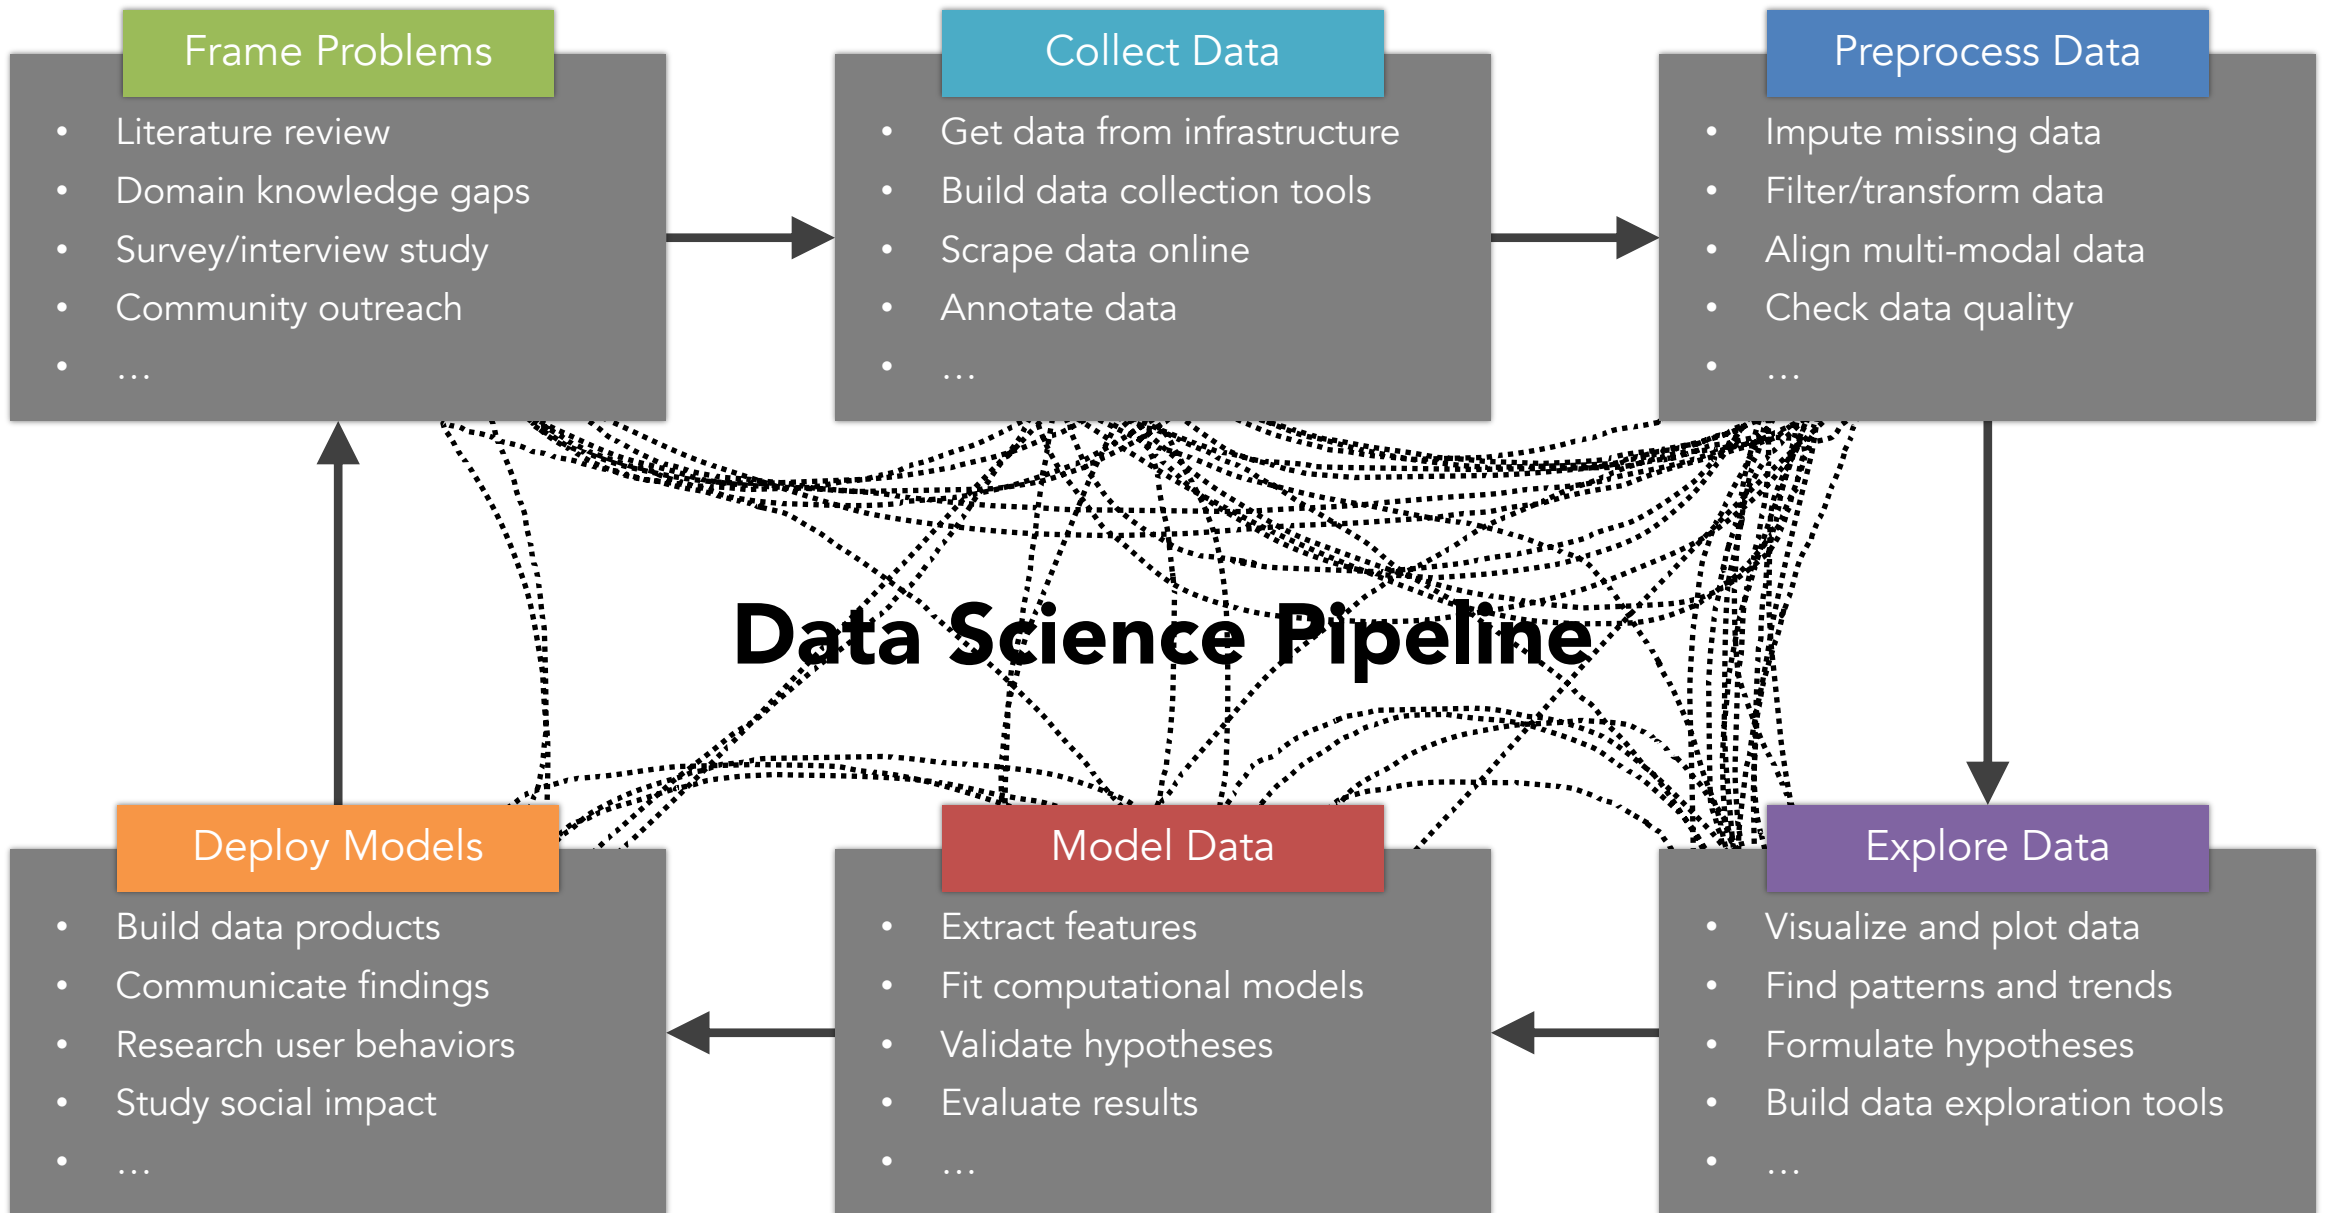 Frame Problems
• Literature review
• Domain knowledge gaps
• Survey/interview study
• Community outreach
• …
Collect Data
• Get data from infrastructure
• Build data collection tools
• Scrape data online
• Annotate data
• …
Preprocess Data
• Impute missing data
• Filter/transform data
• Align multi-modal data
• Check data quality
• …
Data Science Pipeline
Deploy Models
• Build data products
• Communicate findings
• Research user behaviors
• Study social impact
• …
Model Data
• Extract features
• Fit computational models
• Validate hypotheses
• Evaluate results
• …
Explore Data
• Visualize and plot data
• Find patterns and trends
• Formulate hypotheses
• Build data exploration tools
• …